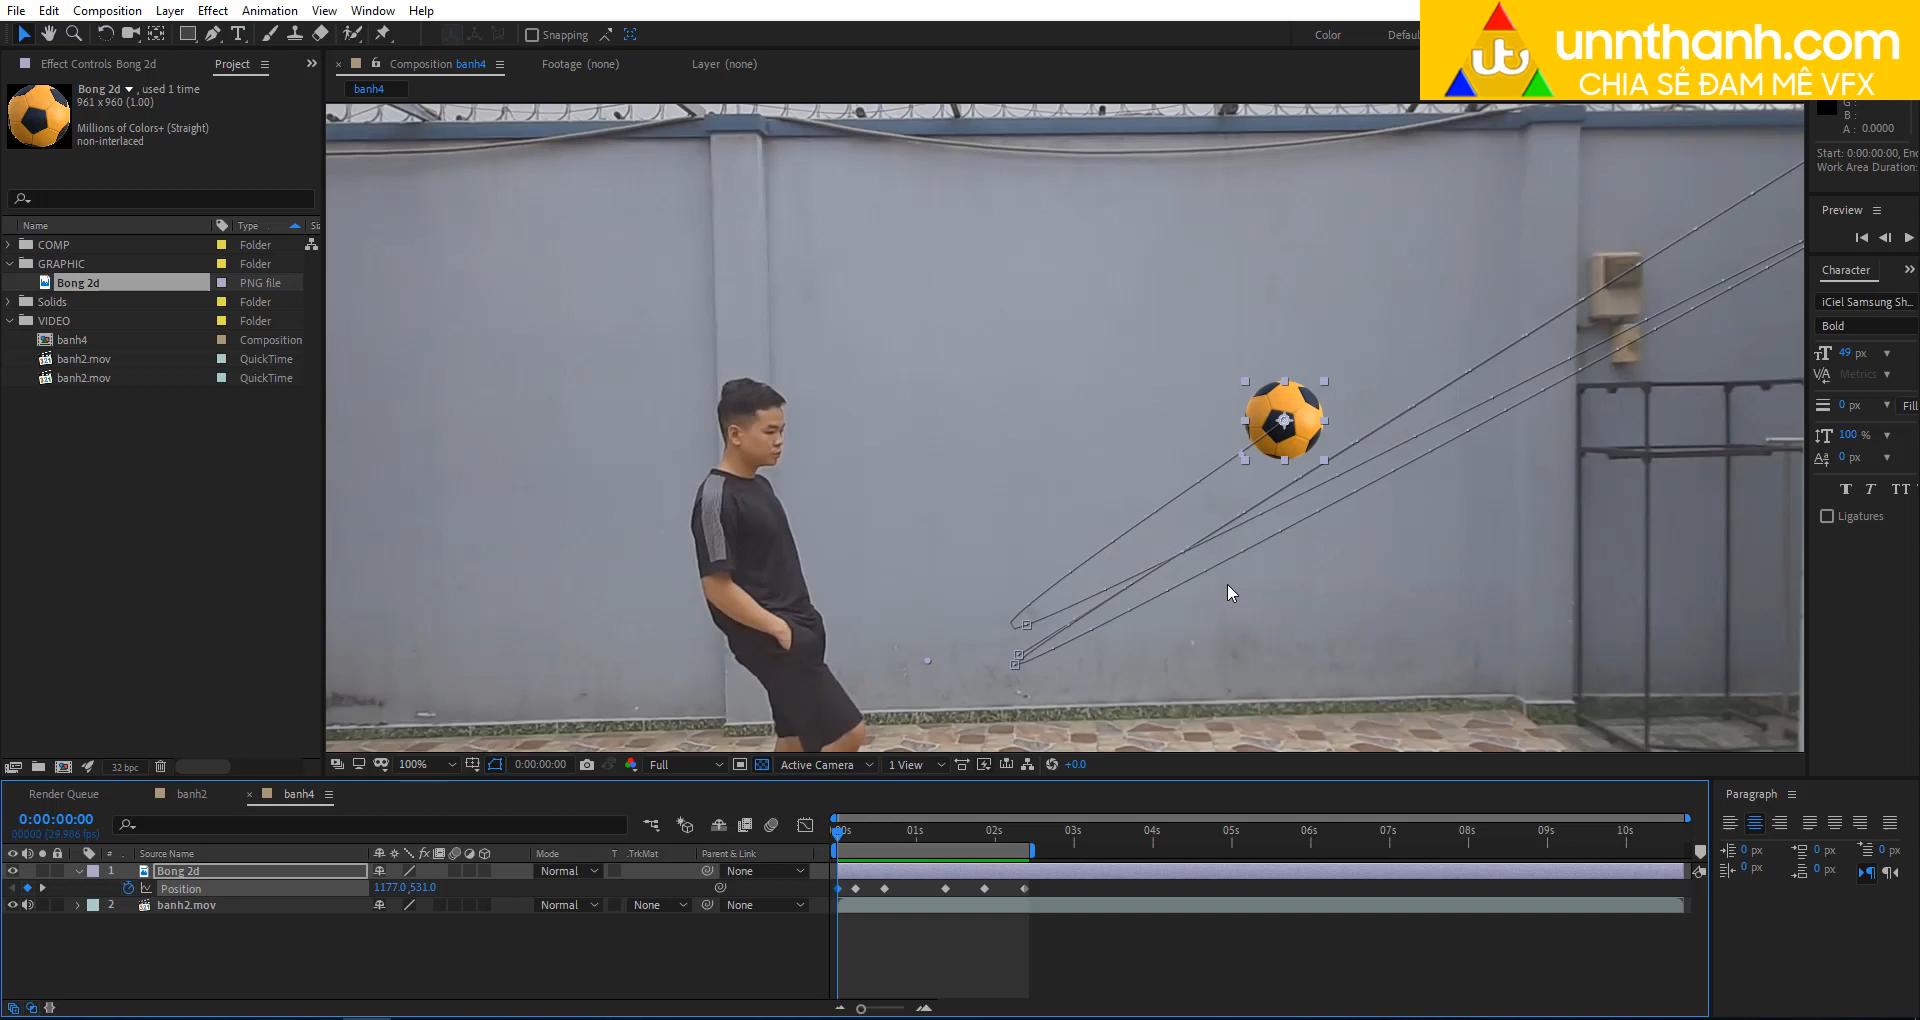 File Edit Composition Layer Effect Animation View Window Help
Snapping
Color
Defaul
unnthanh.com
CHIA SẺ ĐAM MÊ VFX
Effect Controls Bong 2d
Project
Composition banh4
Footage (none)
Layer (none)
banh4
Bong 2d , used 1 time
961 x 960 (1.00)
Millions of Colors+ (Straight)
non-interlaced
G :
B :
A : 0.0000
Start: 0:00:00:00, End
Work Area Duration:
Preview
Character
iCiel Samsung Sh...
Bold
49 px
Metrics
0 px
Fill
100 %
0 px
Ligatures
Name Type Siz
COMP Folder
GRAPHIC Folder
Bong 2d PNG file
Solids Folder
VIDEO Folder
banh4 Composition
banh2.mov QuickTime
banh2.mov QuickTime
32 bpc
100%
0:00:00:00
Full
Active Camera
1 View
+0.0
Render Queue
banh2
banh4
0:00:00:00
00000 (29.986 fps)
# Source Name Mode T .TrkMat Parent & Link
1 Bong 2d Normal None
Position 1177.0,531.0
2 banh2.mov Normal None None
00s 01s 02s 03s 04s 05s 06s 07s 08s 09s 10s
Paragraph
0 px 0 px 0 px
0 px 0 px